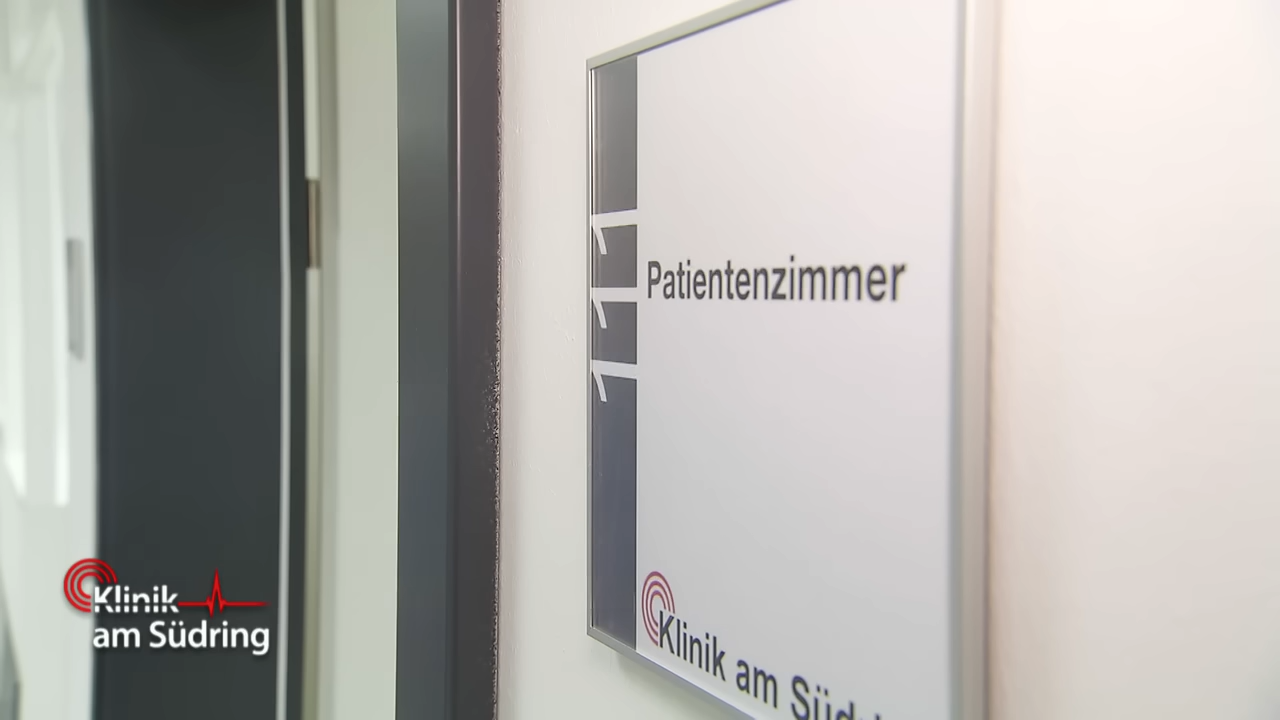 111
Patientenzimmer
Klinik am
Klinik
am Südring